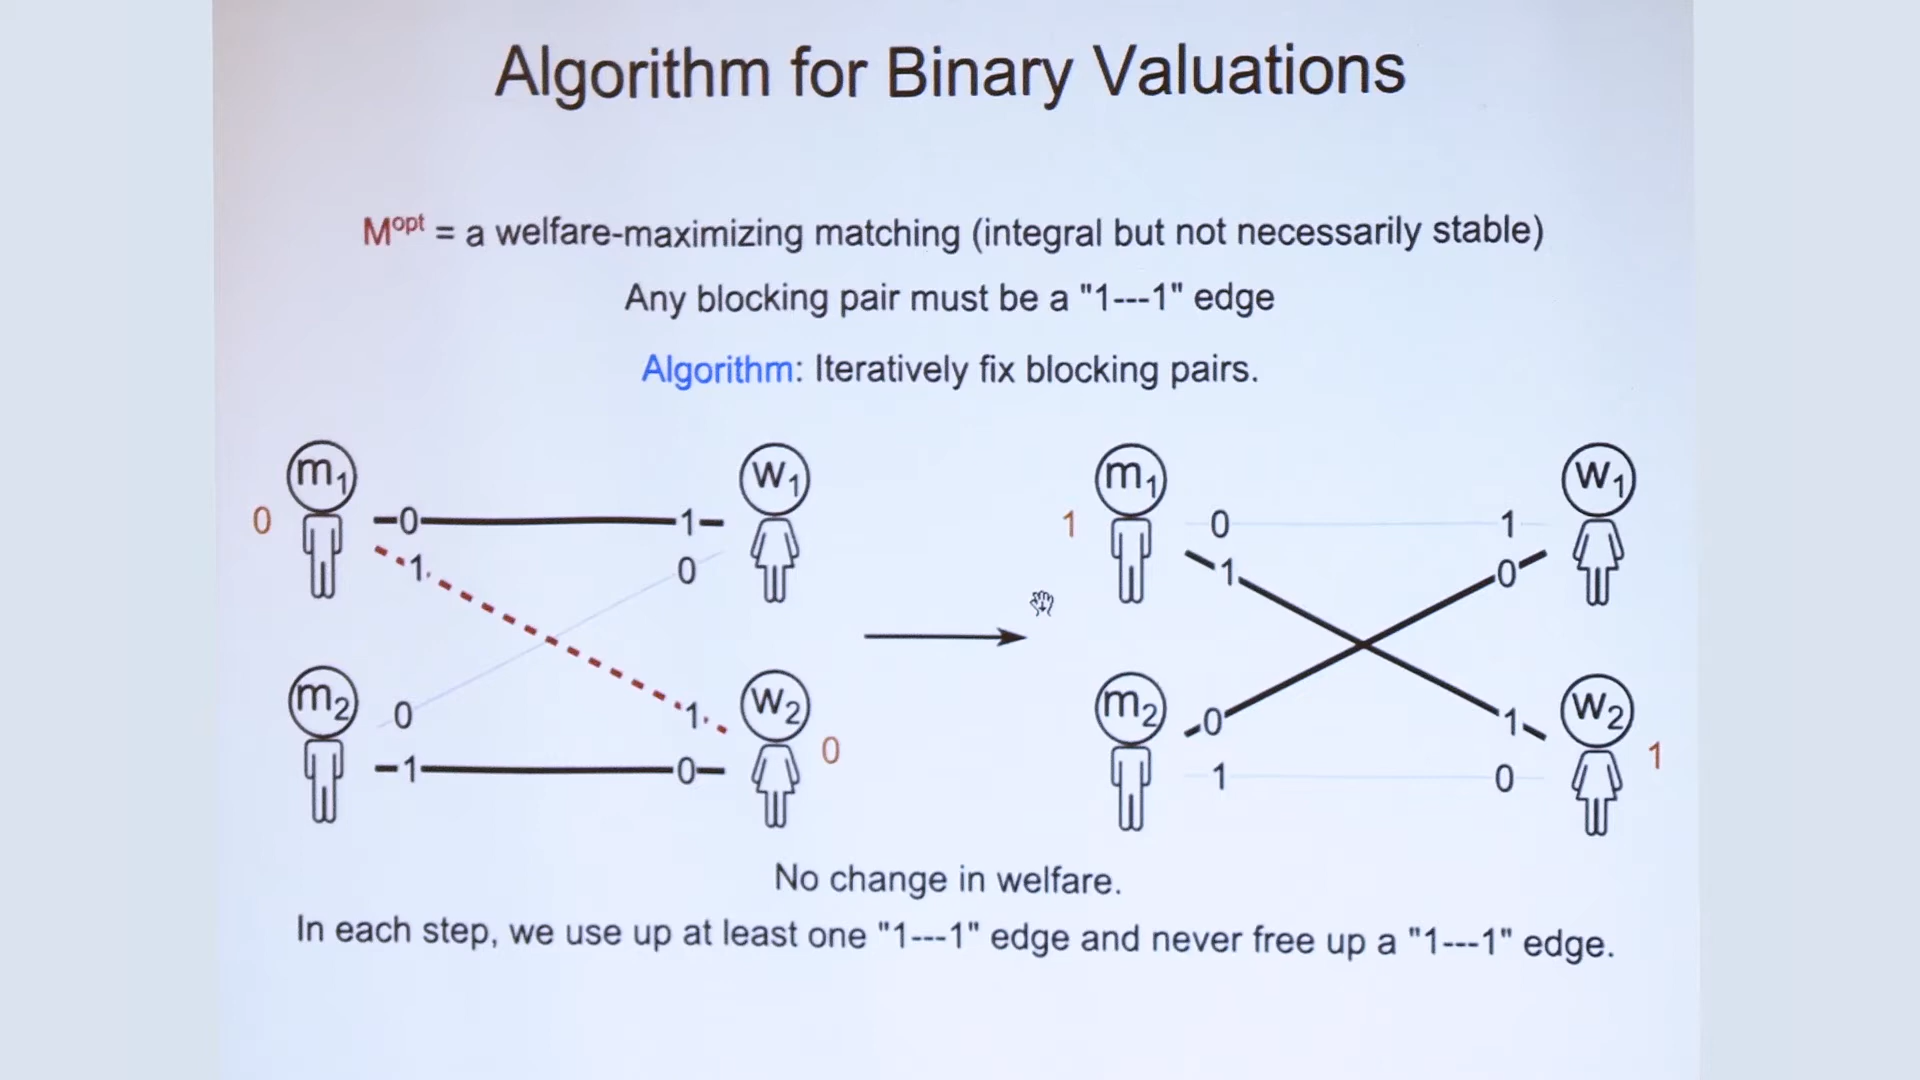 Algorithm for Binary Valuations
Mᵒᵖᵗ = a welfare-maximizing matching (integral but not necessarily stable)
Any blocking pair must be a "1---1" edge
Algorithm: Iteratively fix blocking pairs.
m₁ w₁ m₁ w₁
0 0 1 1 0 1
1 0 1 0
m₂ w₂ m₂ w₂
0 1 0 0 1 1
1 0 1 0
No change in welfare.
In each step, we use up at least one "1---1" edge and never free up a "1---1" edge.